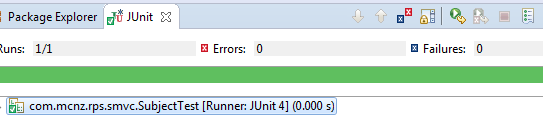 Package Explorer JUnit
Runs: 1/1 Errors: 0 Failures: 0
com.mcnz.rps.smvc.SubjectTest [Runner: JUnit 4] (0.000 s)